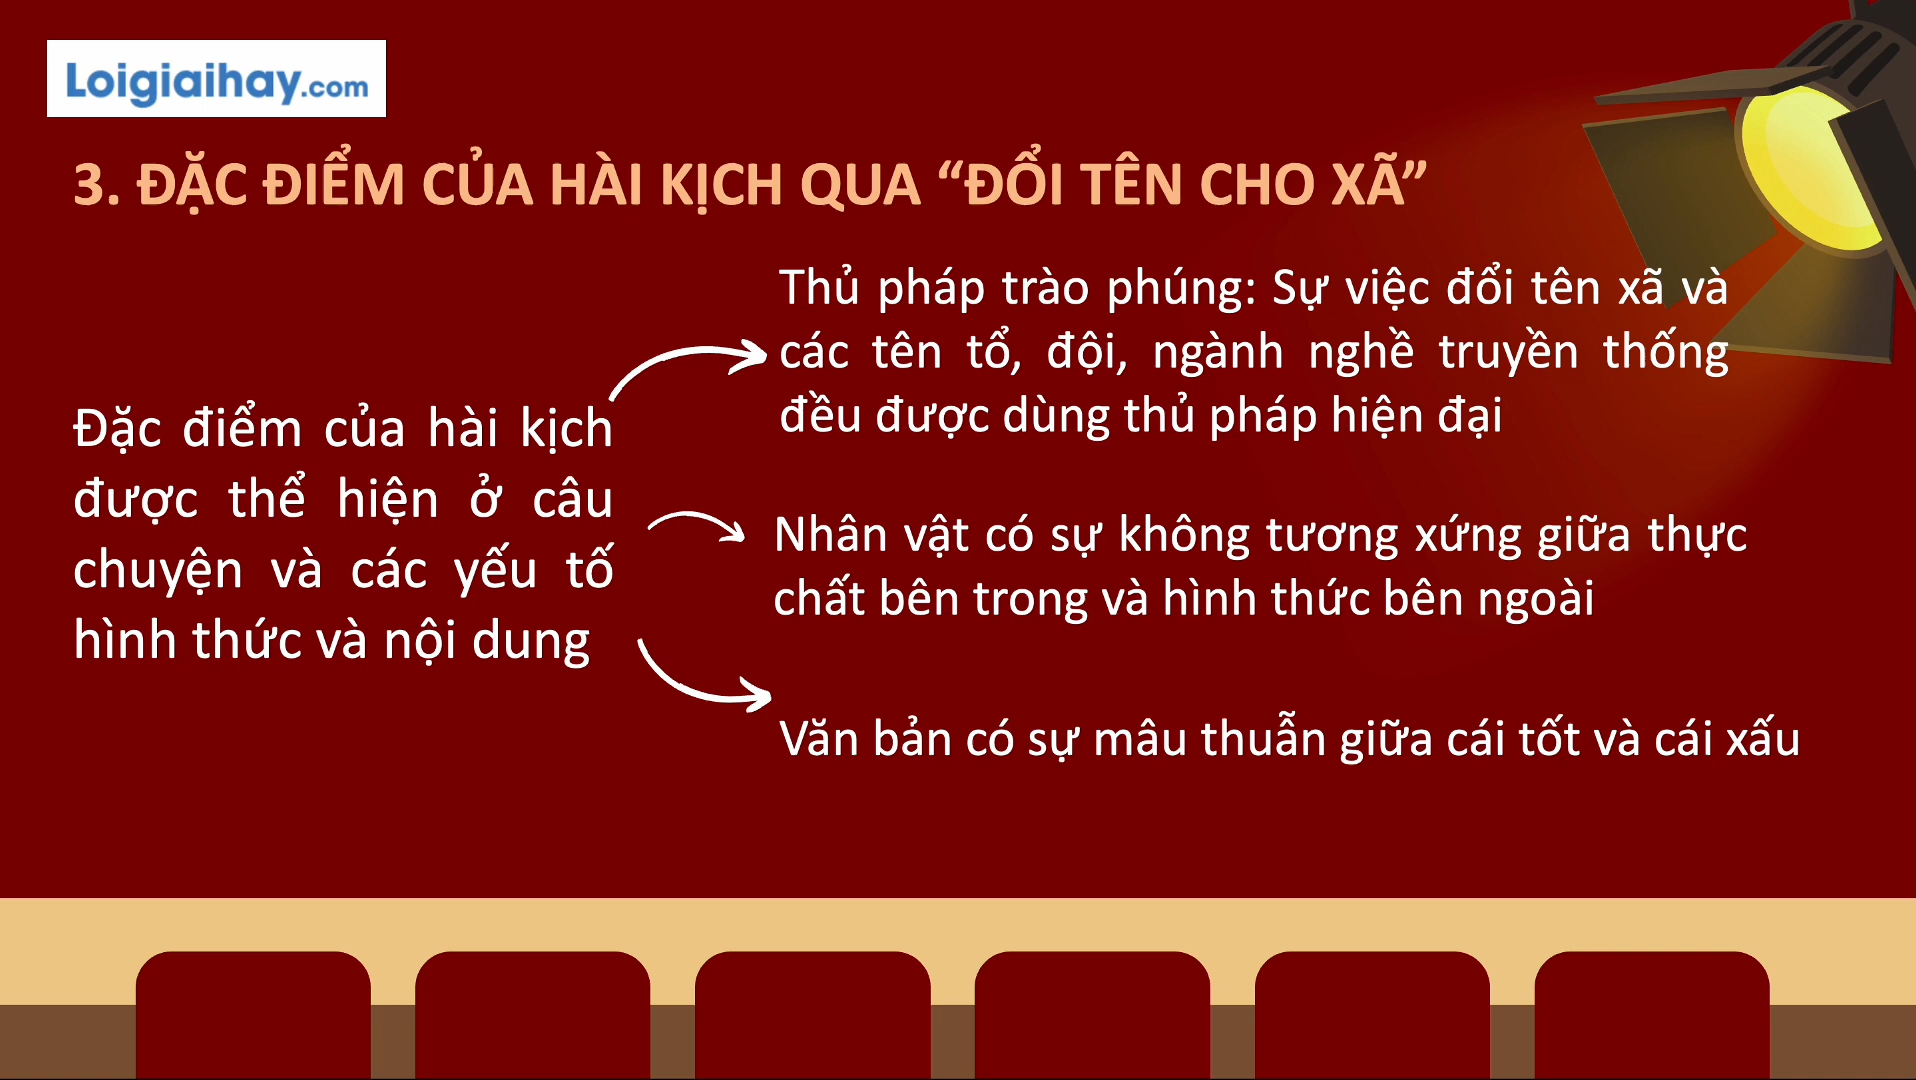 Loigiaihay.com
3. ĐẶC ĐIỂM CỦA HÀI KỊCH QUA “ĐỔI TÊN CHO XÃ”
Đặc điểm của hài kịch
được thể hiện ở câu
chuyện và các yếu tố
hình thức và nội dung
Thủ pháp trào phúng: Sự việc đổi tên xã và
các tên tổ, đội, ngành nghề truyền thống
đều được dùng thủ pháp hiện đại
Nhân vật có sự không tương xứng giữa thực
chất bên trong và hình thức bên ngoài
Văn bản có sự mâu thuẫn giữa cái tốt và cái xấu